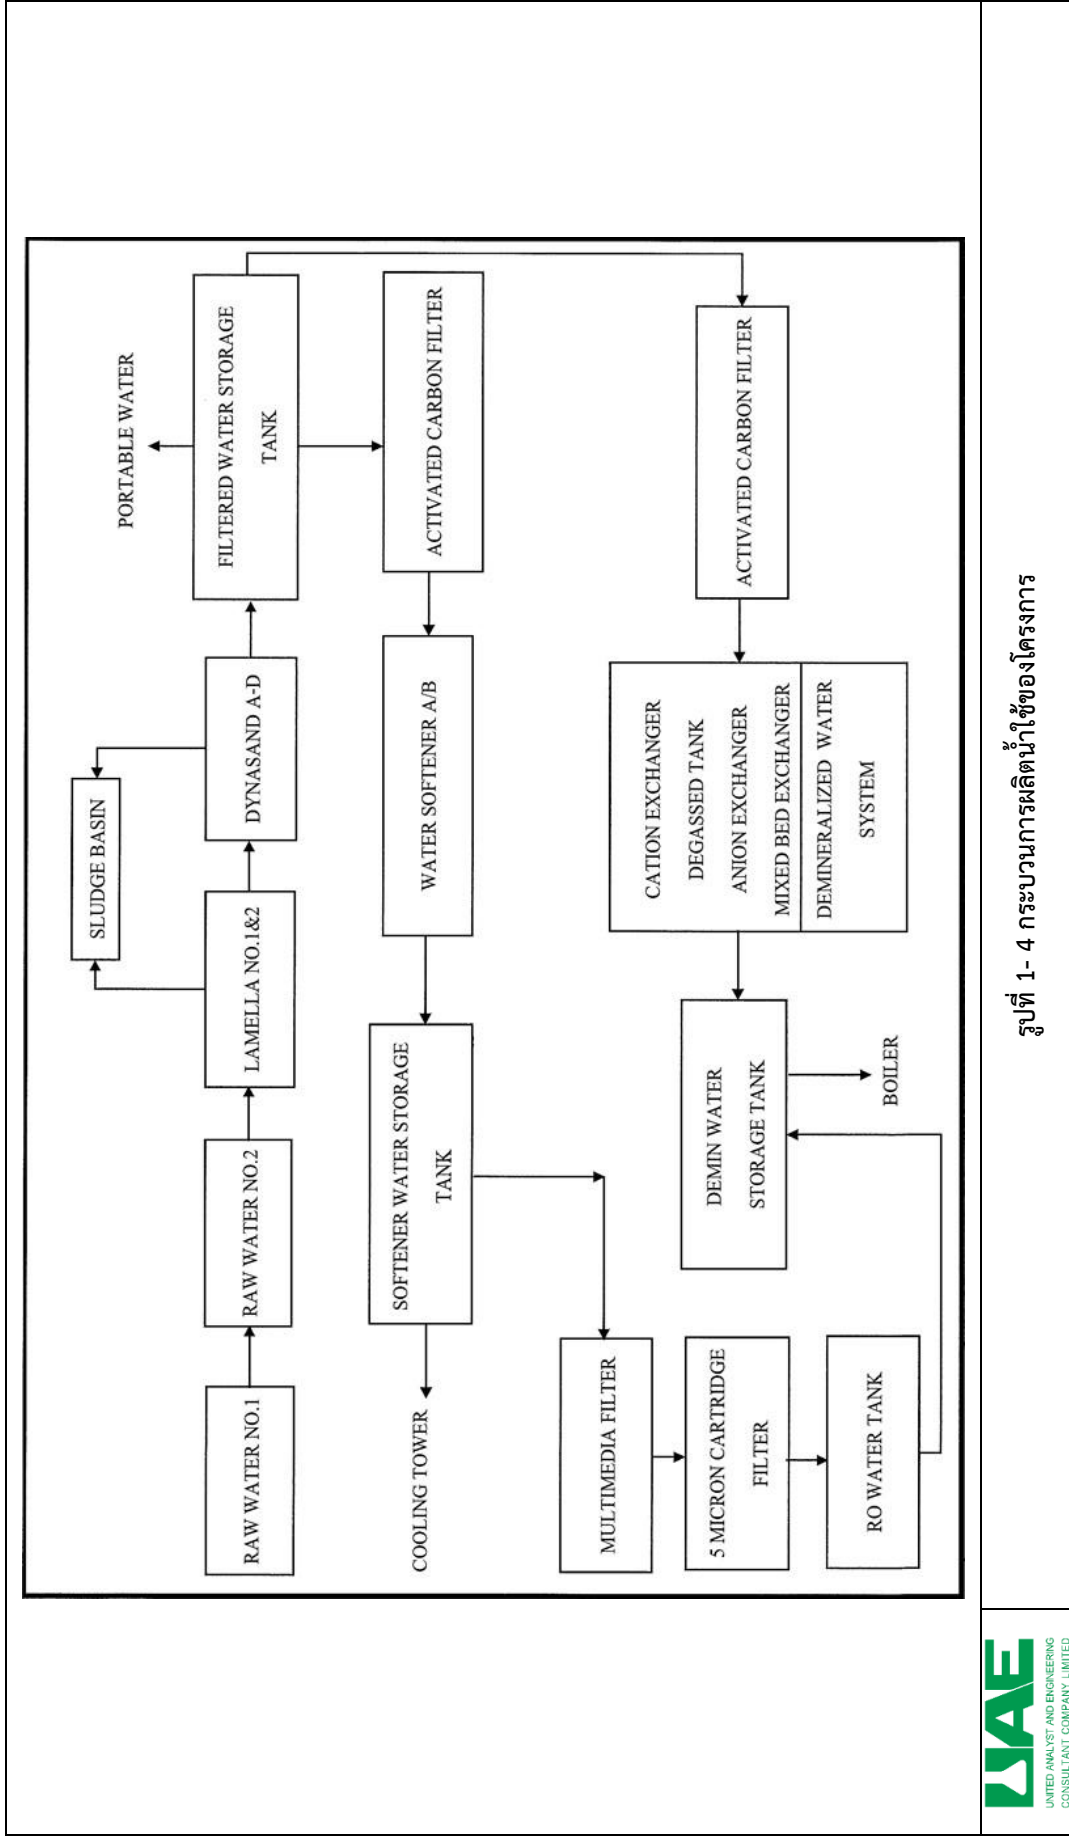 PORTABLE WATER
SLUDGE BASIN
RAW WATER NO.1
RAW WATER NO.2
LAMELLA NO.1&2
DYNASAND A-D
FILTERED WATER STORAGE
TANK
COOLING TOWER
SOFTENER WATER STORAGE
TANK
WATER SOFTENER A/B
ACTIVATED CARBON FILTER
MULTIMEDIA FILTER
5 MICRON CARTRIDGE
FILTER
RO WATER TANK
DEMIN WATER
STORAGE TANK
BOILER
CATION EXCHANGER
DEGASSED TANK
ANION EXCHANGER
MIXED BED EXCHANGER
DEMINERALIZED WATER
SYSTEM
ACTIVATED CARBON FILTER
UAE
UNITED ANALYST AND ENGINEERING
CONSULTANT COMPANY LIMITED
รูปที่ 1- 4 กระบวนการผลิตน้ำใช้ของโครงการ